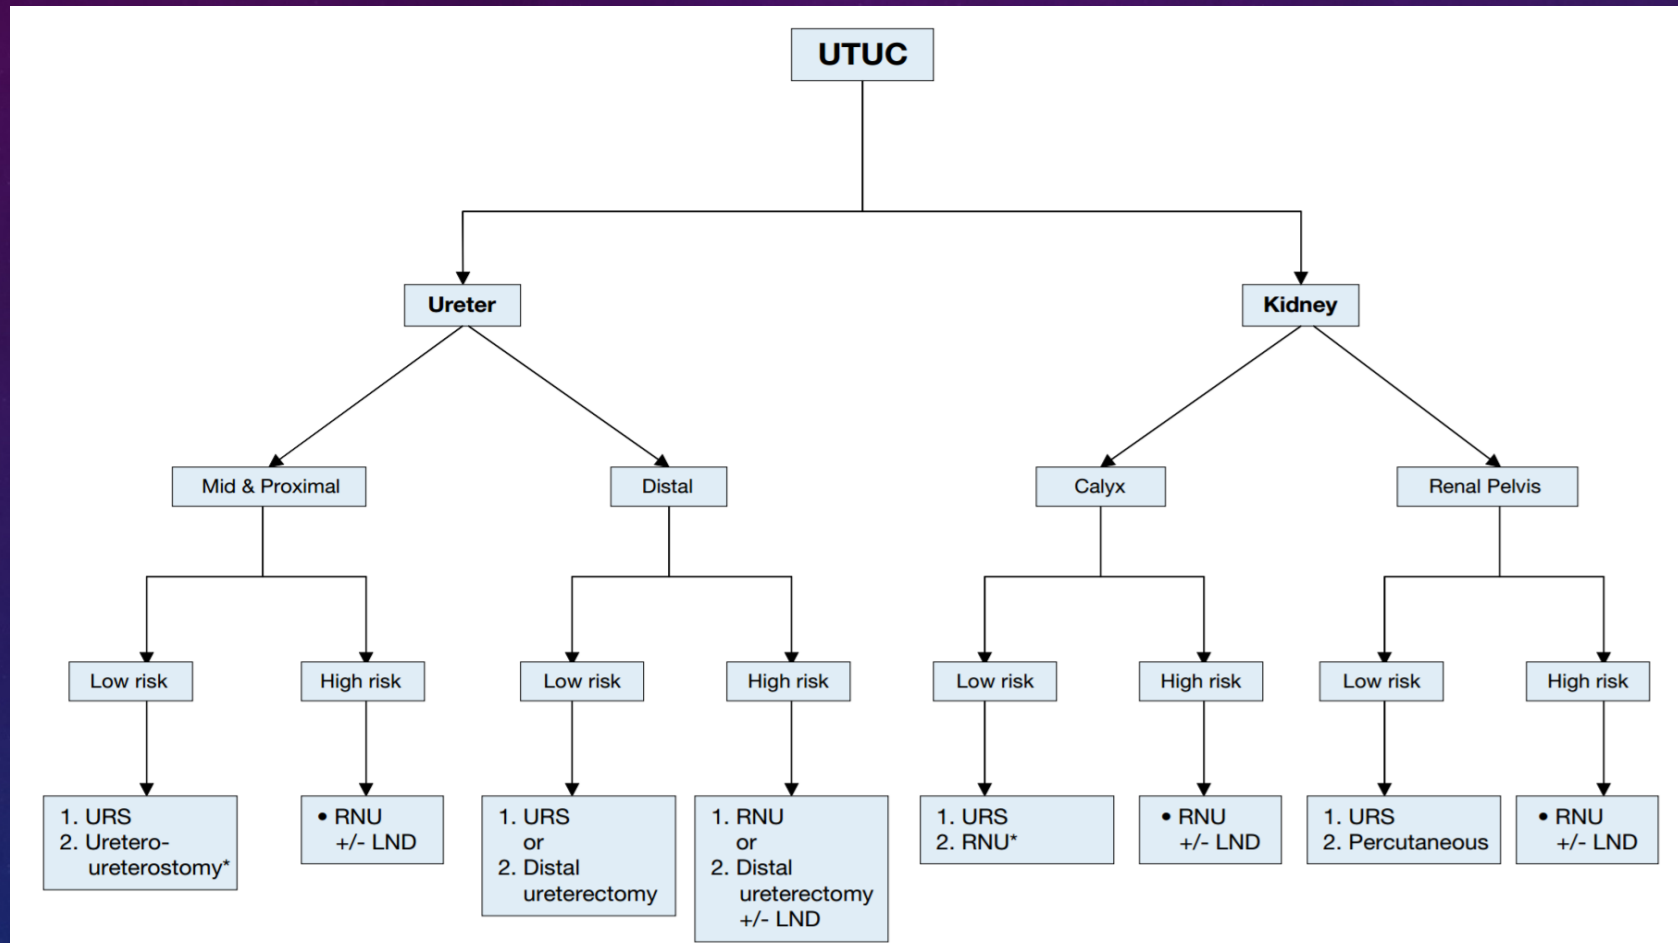 UTUC
Ureter
Kidney
Mid & Proximal
Distal
Calyx
Renal Pelvis
Low risk
High risk
Low risk
High risk
Low risk
High risk
Low risk
High risk
1. URS
2. Uretero-
ureterostomy*
• RNU
+/- LND
1. URS
or
2. Distal
ureterectomy
1. RNU
or
2. Distal
ureterectomy
+/- LND
1. URS
2. RNU*
• RNU
+/- LND
1. URS
2. Percutaneous
• RNU
+/- LND